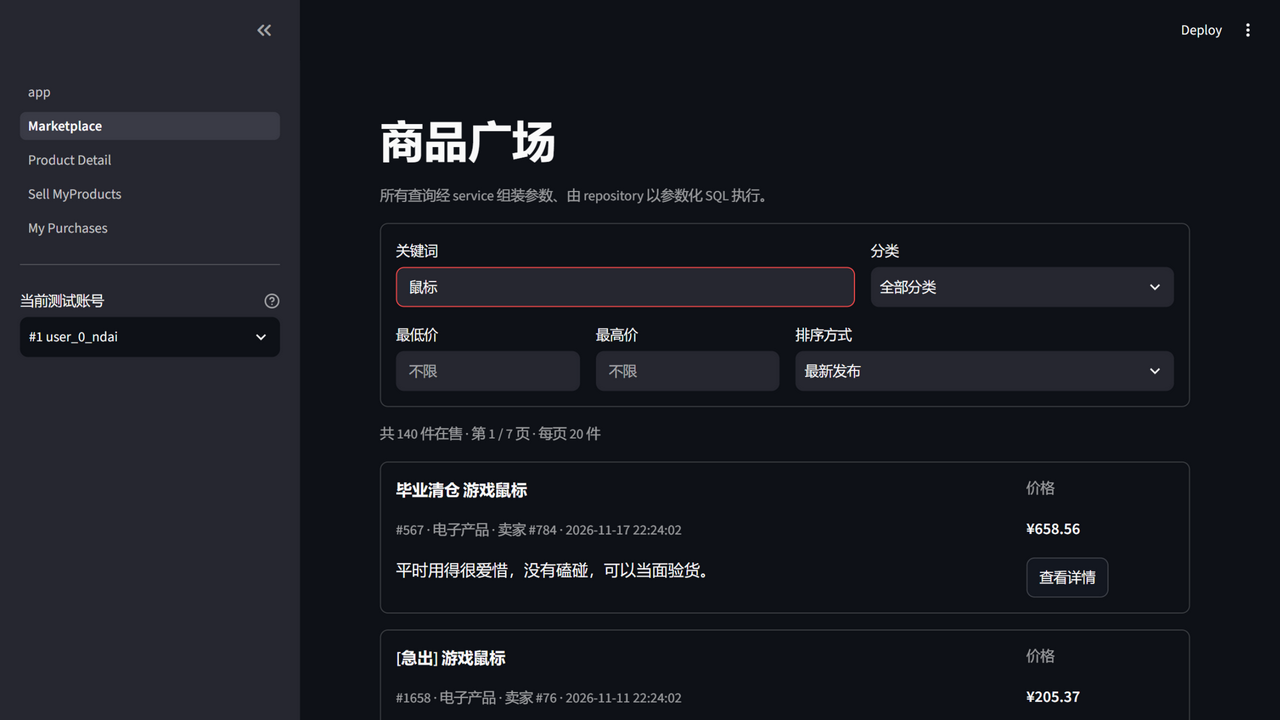 Deploy
app
Marketplace
Product Detail
Sell MyProducts
My Purchases
当前测试账号
#1 user_0_ndai
商品广场
所有查询经 service 组装参数、由 repository 以参数化 SQL 执行。
关键词
分类
鼠标
全部分类
最低价
最高价
排序方式
不限
不限
最新发布
共 140 件在售 · 第 1 / 7 页 · 每页 20 件
毕业清仓 游戏鼠标
价格
#567 · 电子产品 · 卖家 #784 · 2026-11-17 22:24:02
¥658.56
平时用得很爱惜，没有磕碰，可以当面验货。
查看详情
[急出] 游戏鼠标
价格
#1658 · 电子产品 · 卖家 #76 · 2026-11-11 22:24:02
¥205.37